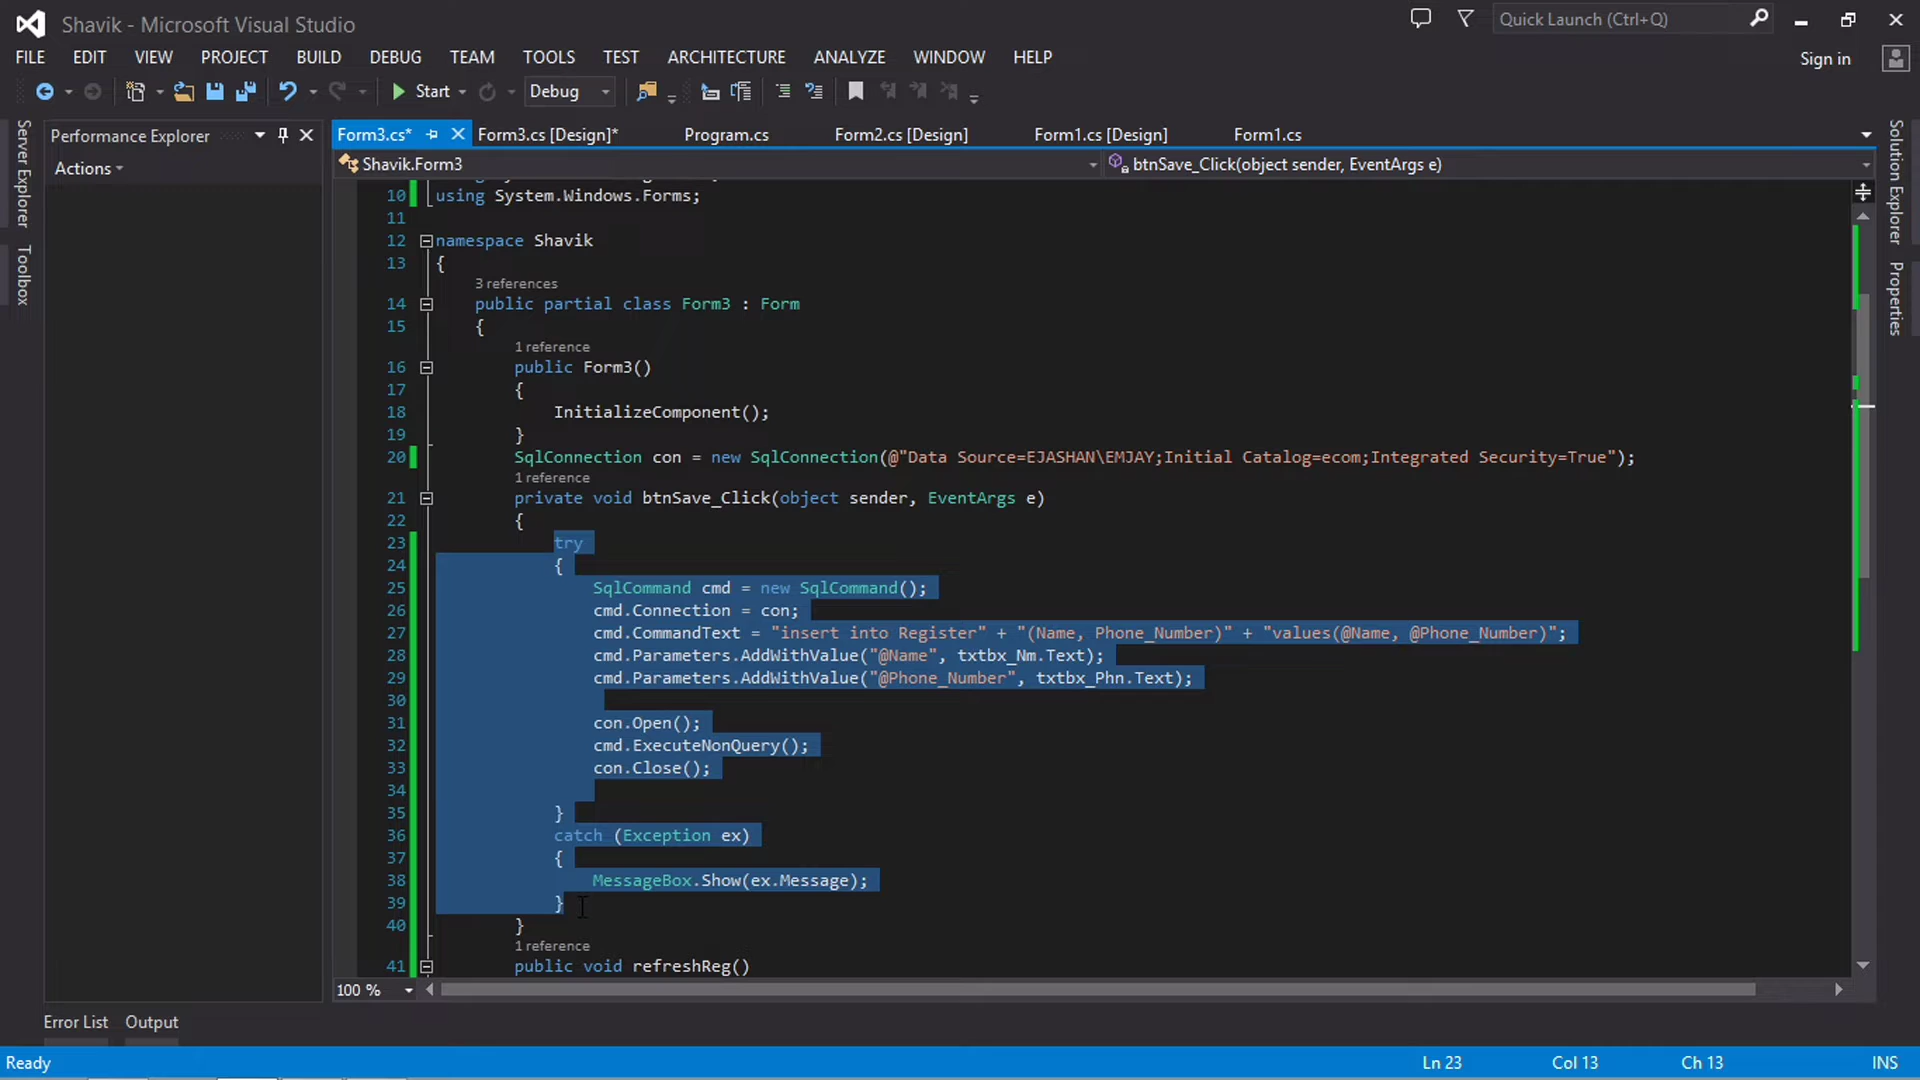 Shavik - Microsoft Visual Studio
Quick Launch (Ctrl+Q)
FILE EDIT VIEW PROJECT BUILD DEBUG TEAM TOOLS TEST ARCHITECTURE ANALYZE WINDOW HELP
Sign in
Start Debug
Server Explorer
Toolbox
Performance Explorer
Actions
Form3.cs* Form3.cs [Design]* Program.cs Form2.cs [Design] Form1.cs [Design] Form1.cs
Shavik.Form3 btnSave_Click(object sender, EventArgs e)
10 using System.Windows.Forms;
11
12 namespace Shavik
13 {
3 references
14 public partial class Form3 : Form
15 {
1 reference
16 public Form3()
17 {
18 InitializeComponent();
19 }
20 SqlConnection con = new SqlConnection(@"Data Source=EJASHAN\EMJAY;Initial Catalog=ecom;Integrated Security=True");
1 reference
21 private void btnSave_Click(object sender, EventArgs e)
22 {
23 try
24 {
25 SqlCommand cmd = new SqlCommand();
26 cmd.Connection = con;
27 cmd.CommandText = "insert into Register" + "(Name, Phone_Number)" + "values(@Name, @Phone_Number)";
28 cmd.Parameters.AddWithValue("@Name", txtbx_Nm.Text);
29 cmd.Parameters.AddWithValue("@Phone_Number", txtbx_Phn.Text);
30
31 con.Open();
32 cmd.ExecuteNonQuery();
33 con.Close();
34
35 }
36 catch (Exception ex)
37 {
38 MessageBox.Show(ex.Message);
39 }
40 }
1 reference
41 public void refreshReg()
100 %
Solution Explorer
Properties
Error List Output
Ready Ln 23 Col 13 Ch 13 INS